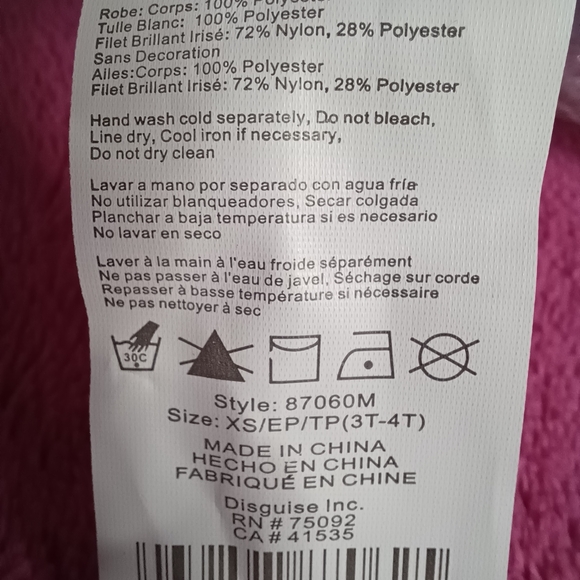 Robe: Corps: 100% Polyester
Tulle Blanc: 100% Polyester
Filet Brillant Irisé: 72% Nylon, 28% Polyester
Sans Decoration
Ailes:Corps: 100% Polyester
Filet Brillant Irisé: 72% Nylon, 28% Polyester
Hand wash cold separately, Do not bleach,
Line dry, Cool iron if necessary,
Do not dry clean
Lavar a mano por separado con agua fría
No utilizar blanqueadores, Secar colgada
Planchar a baja temperatura si es necesario
No lavar en seco
Laver à la main à l'eau froide séparément
Ne pas passer à l'eau de javel, Séchage sur corde
Repasser à basse température si nécessaire
Ne pas nettoyer à sec
30C
Style: 87060M
Size: XS/EP/TP(3T-4T)
MADE IN CHINA
HECHO EN CHINA
FABRIQUÉ EN CHINE
Disguise Inc.
RN # 75092
CA # 41535